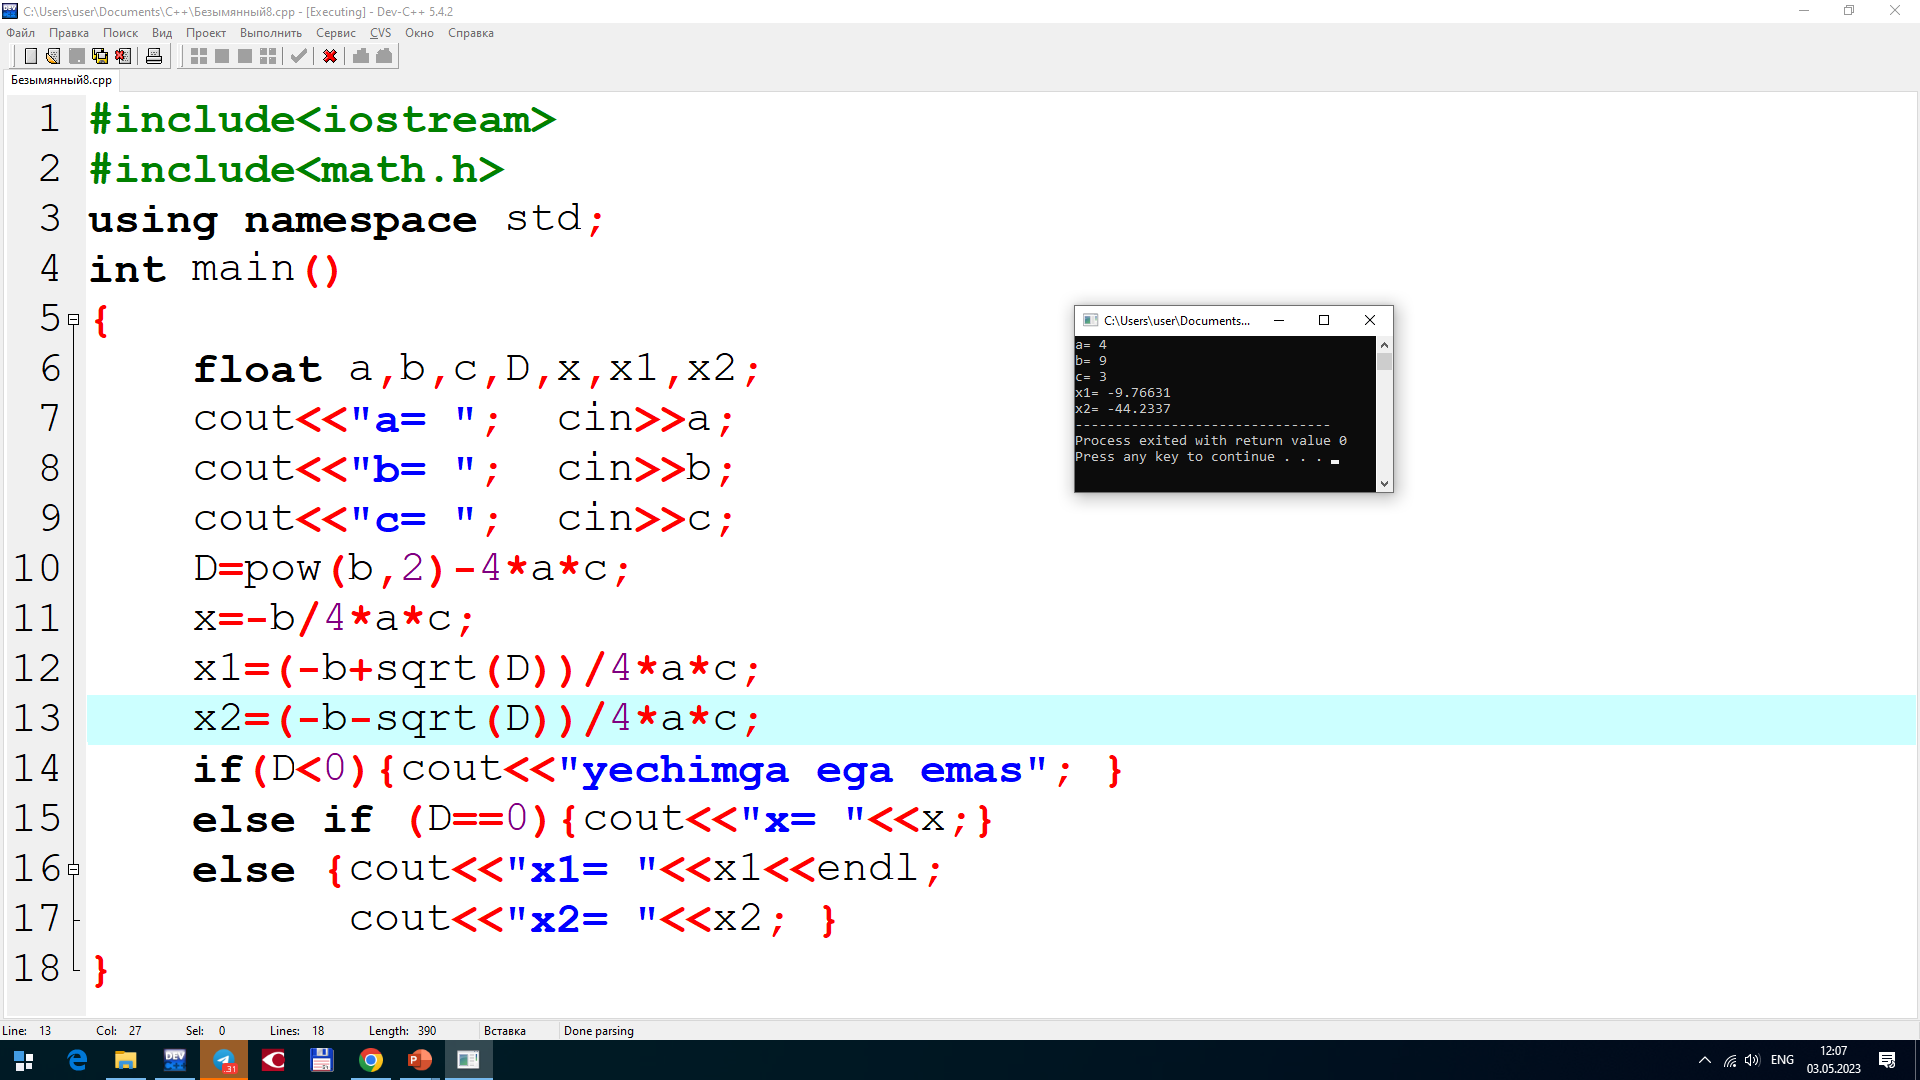 C:\Users\user\Documents\C++\Безымянный8.cpp - [Executing] - Dev-C++ 5.4.2
Файл Правка Поиск Вид Проект Выполнить Сервис CVS Окно Справка
Безымянный8.cpp
1 #include<iostream>
2 #include<math.h>
3 using namespace std;
4 int main()
5 {
6 float a,b,c,D,x,x1,x2;
7 cout<<"a= "; cin>>a;
8 cout<<"b= "; cin>>b;
9 cout<<"c= "; cin>>c;
10 D=pow(b,2)-4*a*c;
11 x=-b/4*a*c;
12 x1=(-b+sqrt(D))/4*a*c;
13 x2=(-b-sqrt(D))/4*a*c;
14 if(D<0){cout<<"yechimga ega emas"; }
15 else if (D==0){cout<<"x= "<<x;}
16 else {cout<<"x1= "<<x1<<endl;
17 cout<<"x2= "<<x2; }
18 }
C:\Users\user\Documents...
a= 4
b= 9
c= 3
x1= -9.76631
x2= -44.2337
--------------------------------
Process exited with return value 0
Press any key to continue . . .
Line: 13 Col: 27 Sel: 0 Lines: 18 Length: 390 Вставка Done parsing
DEV C++ 31 P ENG 12:07
03.05.2023